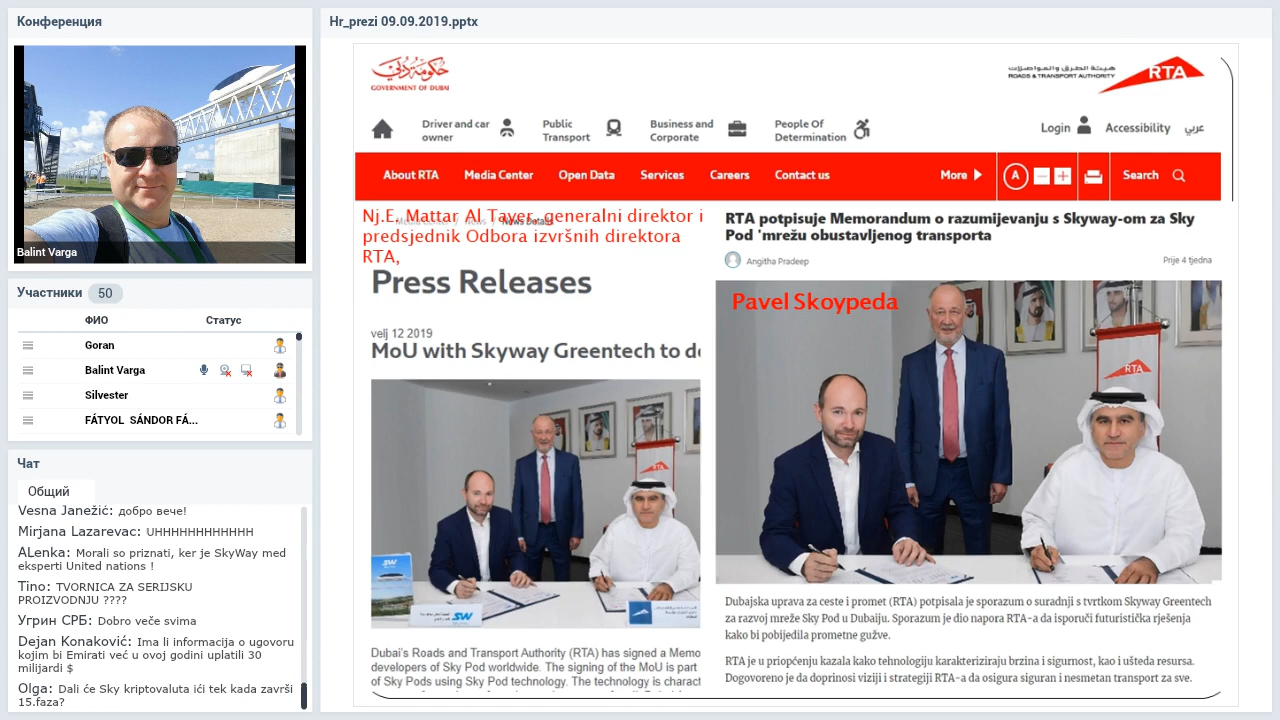 Конференция
Balint Varga
Участники 50
ФИО Статус
Goran
Balint Varga
Silvester
FÁTYOL SÁNDOR FÁ...
Чат
Общий
Vesna Janežić: добро вече!
Mirjana Lazarevac: UHHHHHHHHHHHH
ALenka: Morali so priznati, ker je SkyWay med
eksperti United nations !
Tino: TVORNICA ZA SERIJSKU
PROIZVODNJU ????
Угрин СРБ: Dobro veče svima
Dejan Konaković: Ima li informacija o ugovoru
kojim bi Emirati već u ovoj godini uplatili 30
milijardi $
Olga: Dali će Sky kriptovaluta ići tek kada završi
15.faza?
Hr_prezi 09.09.2019.pptx
حكومة دبي
GOVERNMENT OF DUBAI
هيئة الطرق والمواصلات
ROADS & TRANSPORT AUTHORITY
RTA
Driver and car
owner
Public
Transport
Business and
Corporate
People Of
Determination
Login
Accessibility
عربي
About RTA
Media Center
Open Data
Services
Careers
Contact us
More
A
Search
Nj.E. Mattar Al Tayer, generalni direktor i
predsjednik Odbora izvršnih direktora
RTA,
News Details
Press Releases
velj 12 2019
MoU with Skyway Greentech to de
SW
Dubai's Roads and Transport Authority (RTA) has signed a Memo
developers of Sky Pod worldwide. The signing of the MoU is part
of Sky Pods using Sky Pod technology. The technology is charact
RTA potpisuje Memorandum o razumijevanju s Skyway-om za Sky
Pod 'mrežu obustavljenog transporta
Angitha Pradeep
Prije 4 tjedna
Pavel Skoypeda
RTA
Dubajska uprava za ceste i promet (RTA) potpisala je sporazum o suradnji s tvrtkom Skyway Greentech
za razvoj mreže Sky Pod u Dubaiju. Sporazum je dio napora RTA-a da isporuči futuristička rješenja
kako bi pobijedila prometne gužve.
RTA je u priopćenju kazala kako tehnologiju karakteriziraju brzina i sigurnost, kao i ušteda resursa.
Dogovoreno je da doprinosi viziji i strategiji RTA-a da osigura siguran i nesmetan transport za sve.